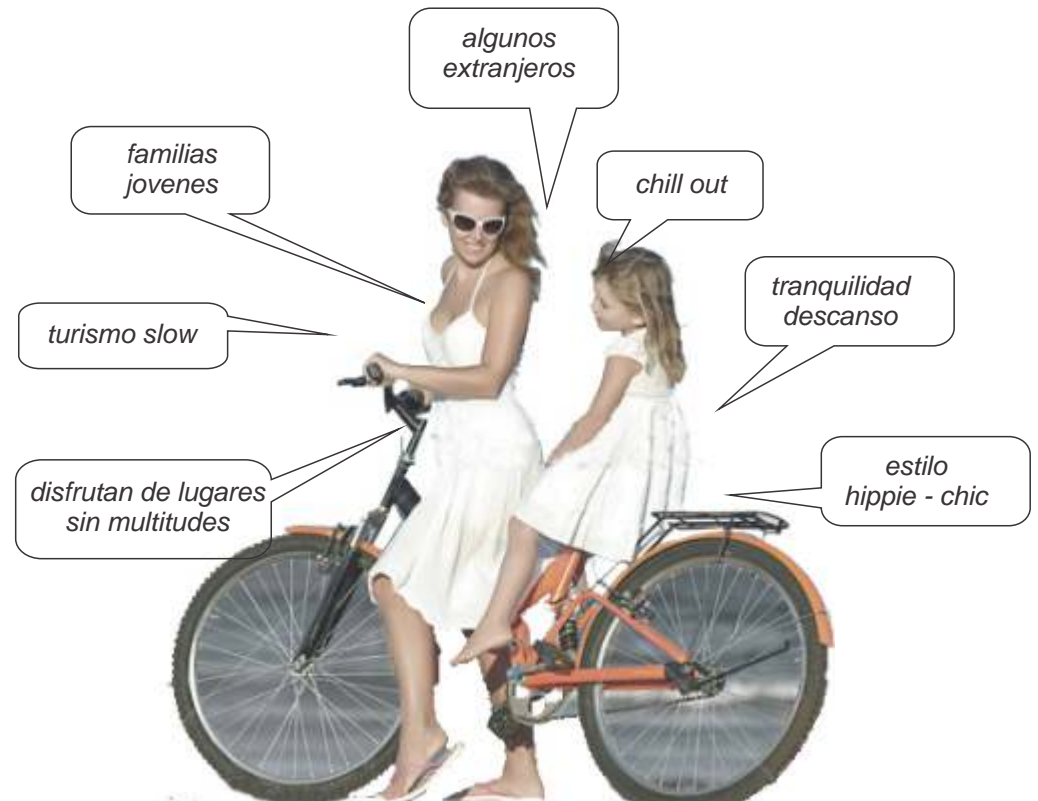 algunos
extranjeros
familias
jovenes
chill out
tranquilidad
descanso
turismo slow
estilo
hippie - chic
disfrutan de lugares
sin multitudes